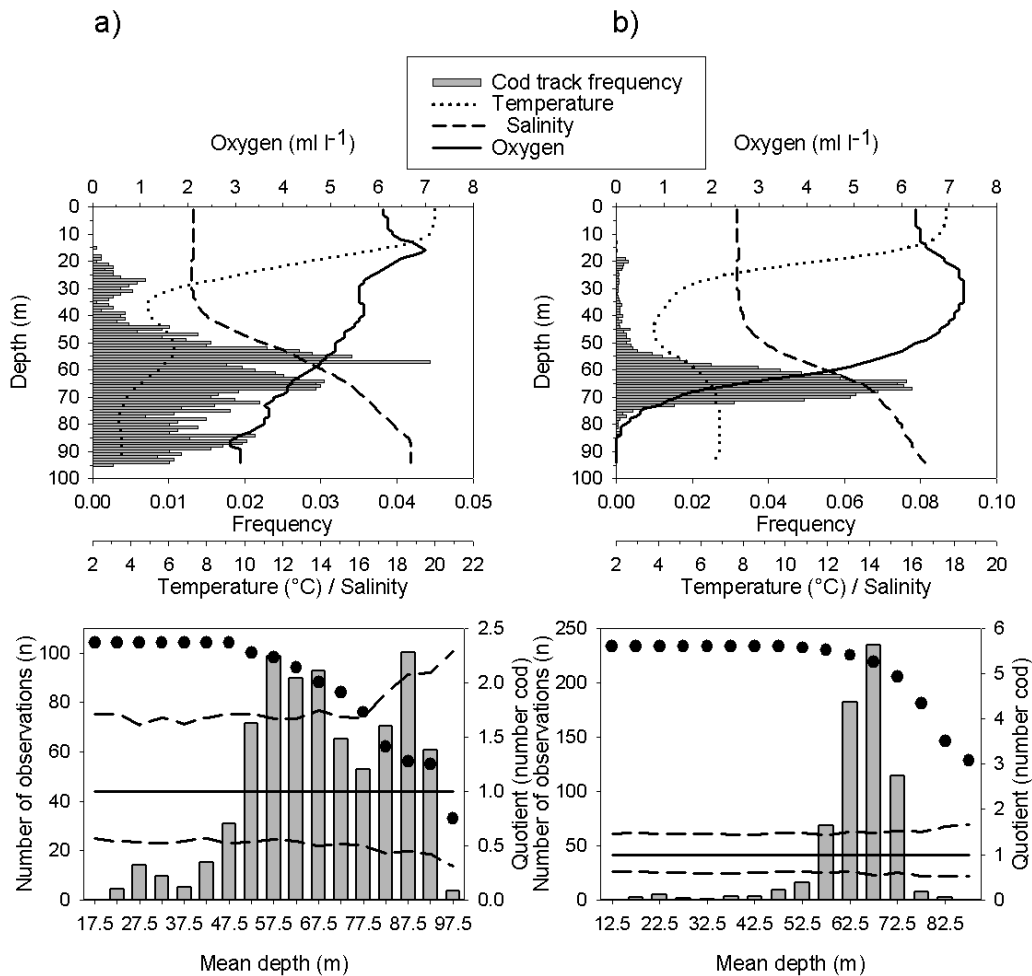 a)
b)
Cod track frequency
Temperature
Salinity
Oxygen
Oxygen (ml l⁻¹)
0 1 2 3 4 5 6 7 8
Oxygen (ml l⁻¹)
0 1 2 3 4 5 6 7 8
Depth (m)
0
10
20
30
40
50
60
70
80
90
100
0.00 0.01 0.02 0.03 0.04 0.05
Frequency
2 4 6 8 10 12 14 16 18 20 22
Temperature (°C) / Salinity
Depth (m)
0
10
20
30
40
50
60
70
80
90
100
0.00 0.02 0.04 0.06 0.08 0.10
Frequency
2 4 6 8 10 12 14 16 18 20
Temperature (°C) / Salinity
Number of observations (n)
100
80
60
40
20
0
2.5
2.0
1.5
1.0
0.5
0.0
Quotient (number cod)
17.5 27.5 37.5 47.5 57.5 67.5 77.5 87.5 97.5
Mean depth (m)
Number of observations (n)
250
200
150
100
50
0
6
5
4
3
2
1
0
Quotient (number cod)
12.5 22.5 32.5 42.5 52.5 62.5 72.5 82.5
Mean depth (m)